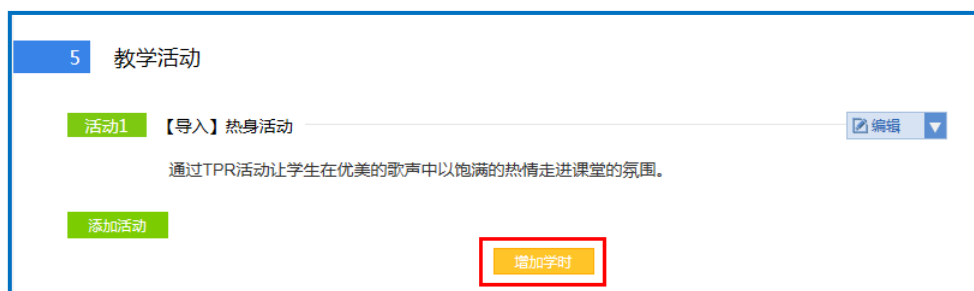 5 教学活动
活动1 【导入】热身活动 编辑
通过TPR活动让学生在优美的歌声中以饱满的热情走进课堂的氛围。
添加活动
增加学时